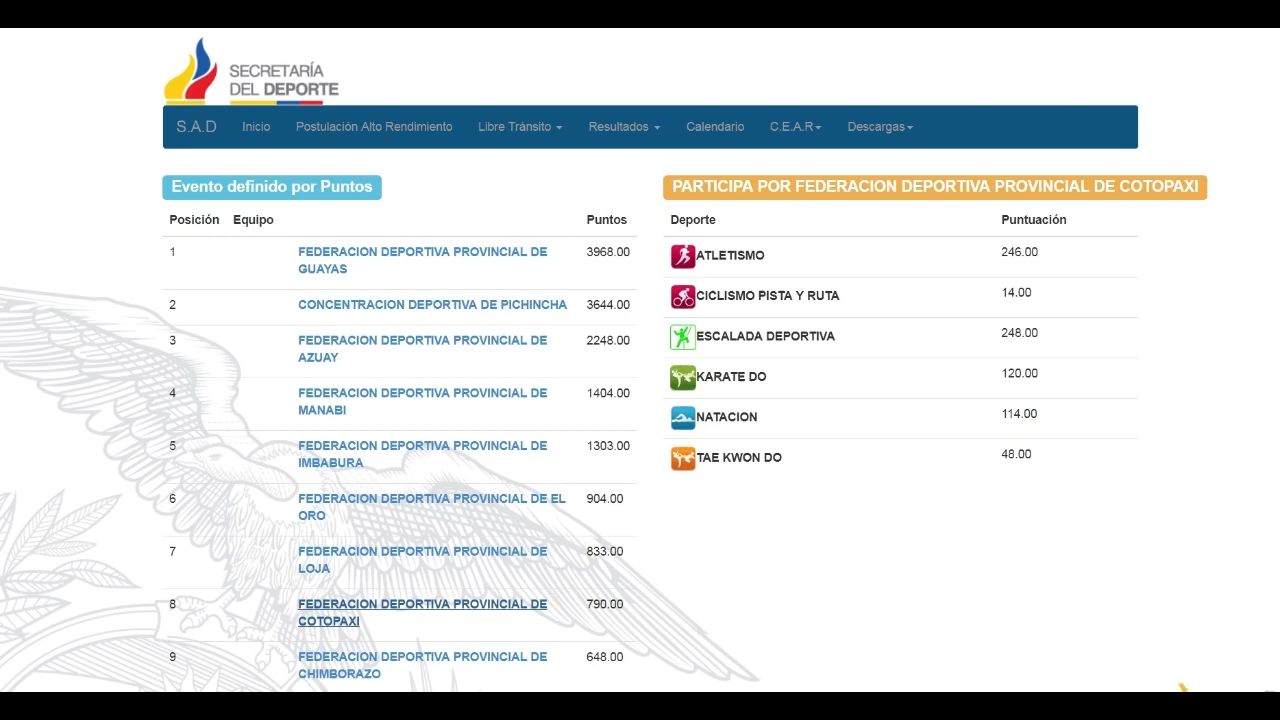 SECRETARÍA
DEL DEPORTE
S.A.D Inicio Postulación Alto Rendimiento Libre Tránsito Resultados Calendario C.E.A.R Descargas
Evento definido por Puntos
Posición Equipo Puntos
1 FEDERACION DEPORTIVA PROVINCIAL DE 3968.00
GUAYAS
2 CONCENTRACION DEPORTIVA DE PICHINCHA 3644.00
3 FEDERACION DEPORTIVA PROVINCIAL DE 2248.00
AZUAY
4 FEDERACION DEPORTIVA PROVINCIAL DE 1404.00
MANABI
5 FEDERACION DEPORTIVA PROVINCIAL DE 1303.00
IMBABURA
6 FEDERACION DEPORTIVA PROVINCIAL DE EL 904.00
ORO
7 FEDERACION DEPORTIVA PROVINCIAL DE 833.00
LOJA
8 FEDERACION DEPORTIVA PROVINCIAL DE 790.00
COTOPAXI
9 FEDERACION DEPORTIVA PROVINCIAL DE 648.00
CHIMBORAZO
PARTICIPA POR FEDERACION DEPORTIVA PROVINCIAL DE COTOPAXI
Deporte Puntuación
ATLETISMO 246.00
CICLISMO PISTA Y RUTA 14.00
ESCALADA DEPORTIVA 248.00
KARATE DO 120.00
NATACION 114.00
TAE KWON DO 48.00